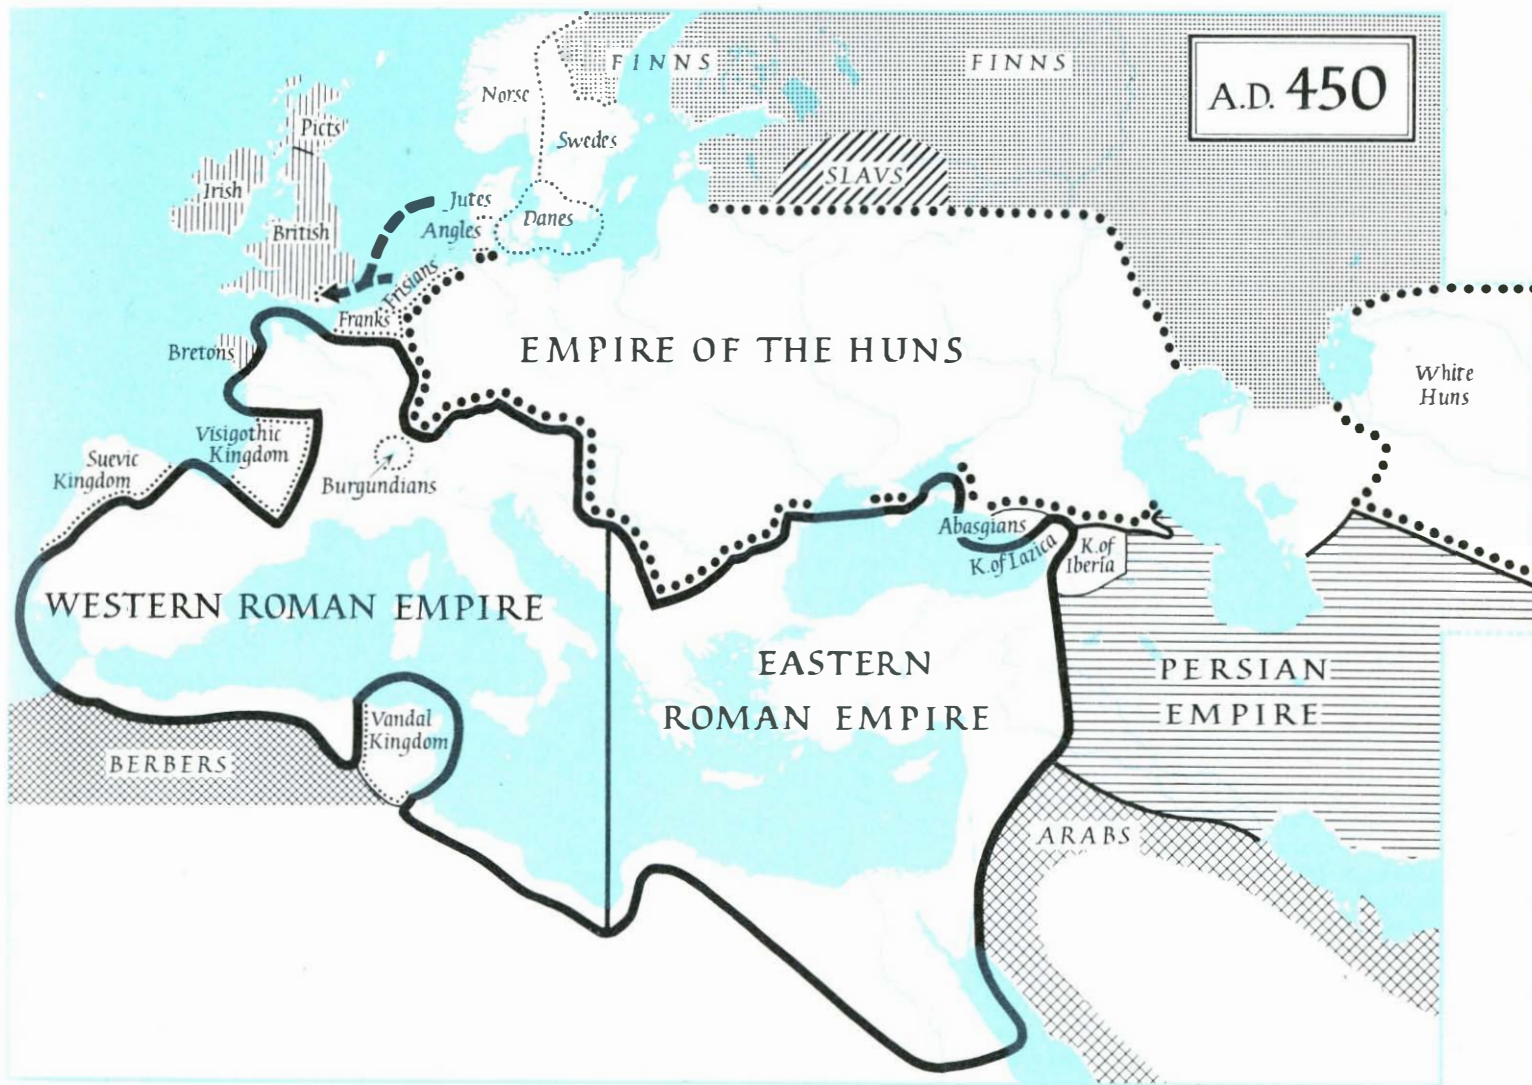 FINNS
FINNS
A.D. 450
Norse
Picts
Swedes
SLAVS
Irish
Jutes
Danes
Angles
British
Frisians
Franks
EMPIRE OF THE HUNS
Bretons
White
Huns
Visigothic
Kingdom
Suevic
Kingdom
Burgundians
Abasgians
K. of Lazica
K. of
Iberia
WESTERN ROMAN EMPIRE
EASTERN
ROMAN EMPIRE
PERSIAN
EMPIRE
Vandal
Kingdom
BERBERS
ARABS